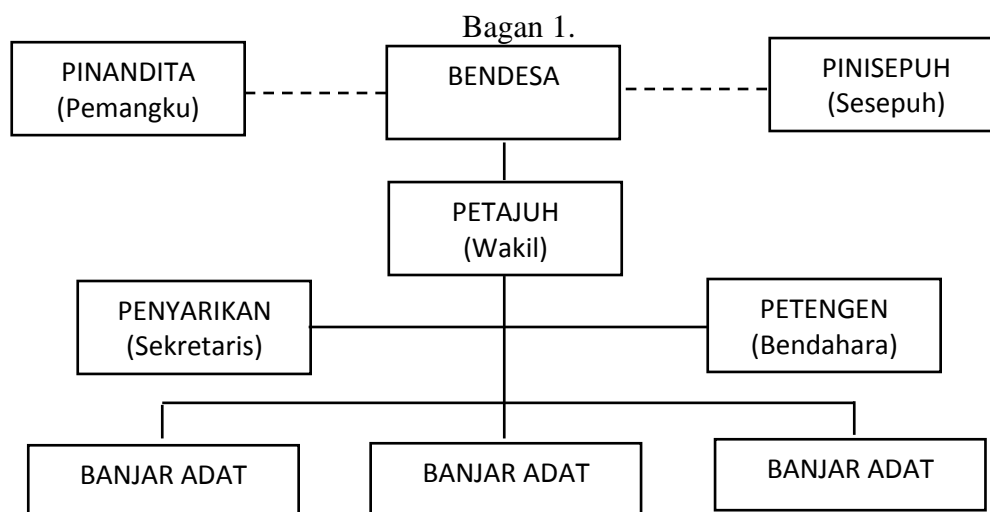 Bagan 1.
PINANDITA
(Pemangku)
BENDESA
PINISEPUH
(Sesepuh)
PETAJUH
(Wakil)
PENYARIKAN
(Sekretaris)
PETENGEN
(Bendahara)
BANJAR ADAT
BANJAR ADAT
BANJAR ADAT